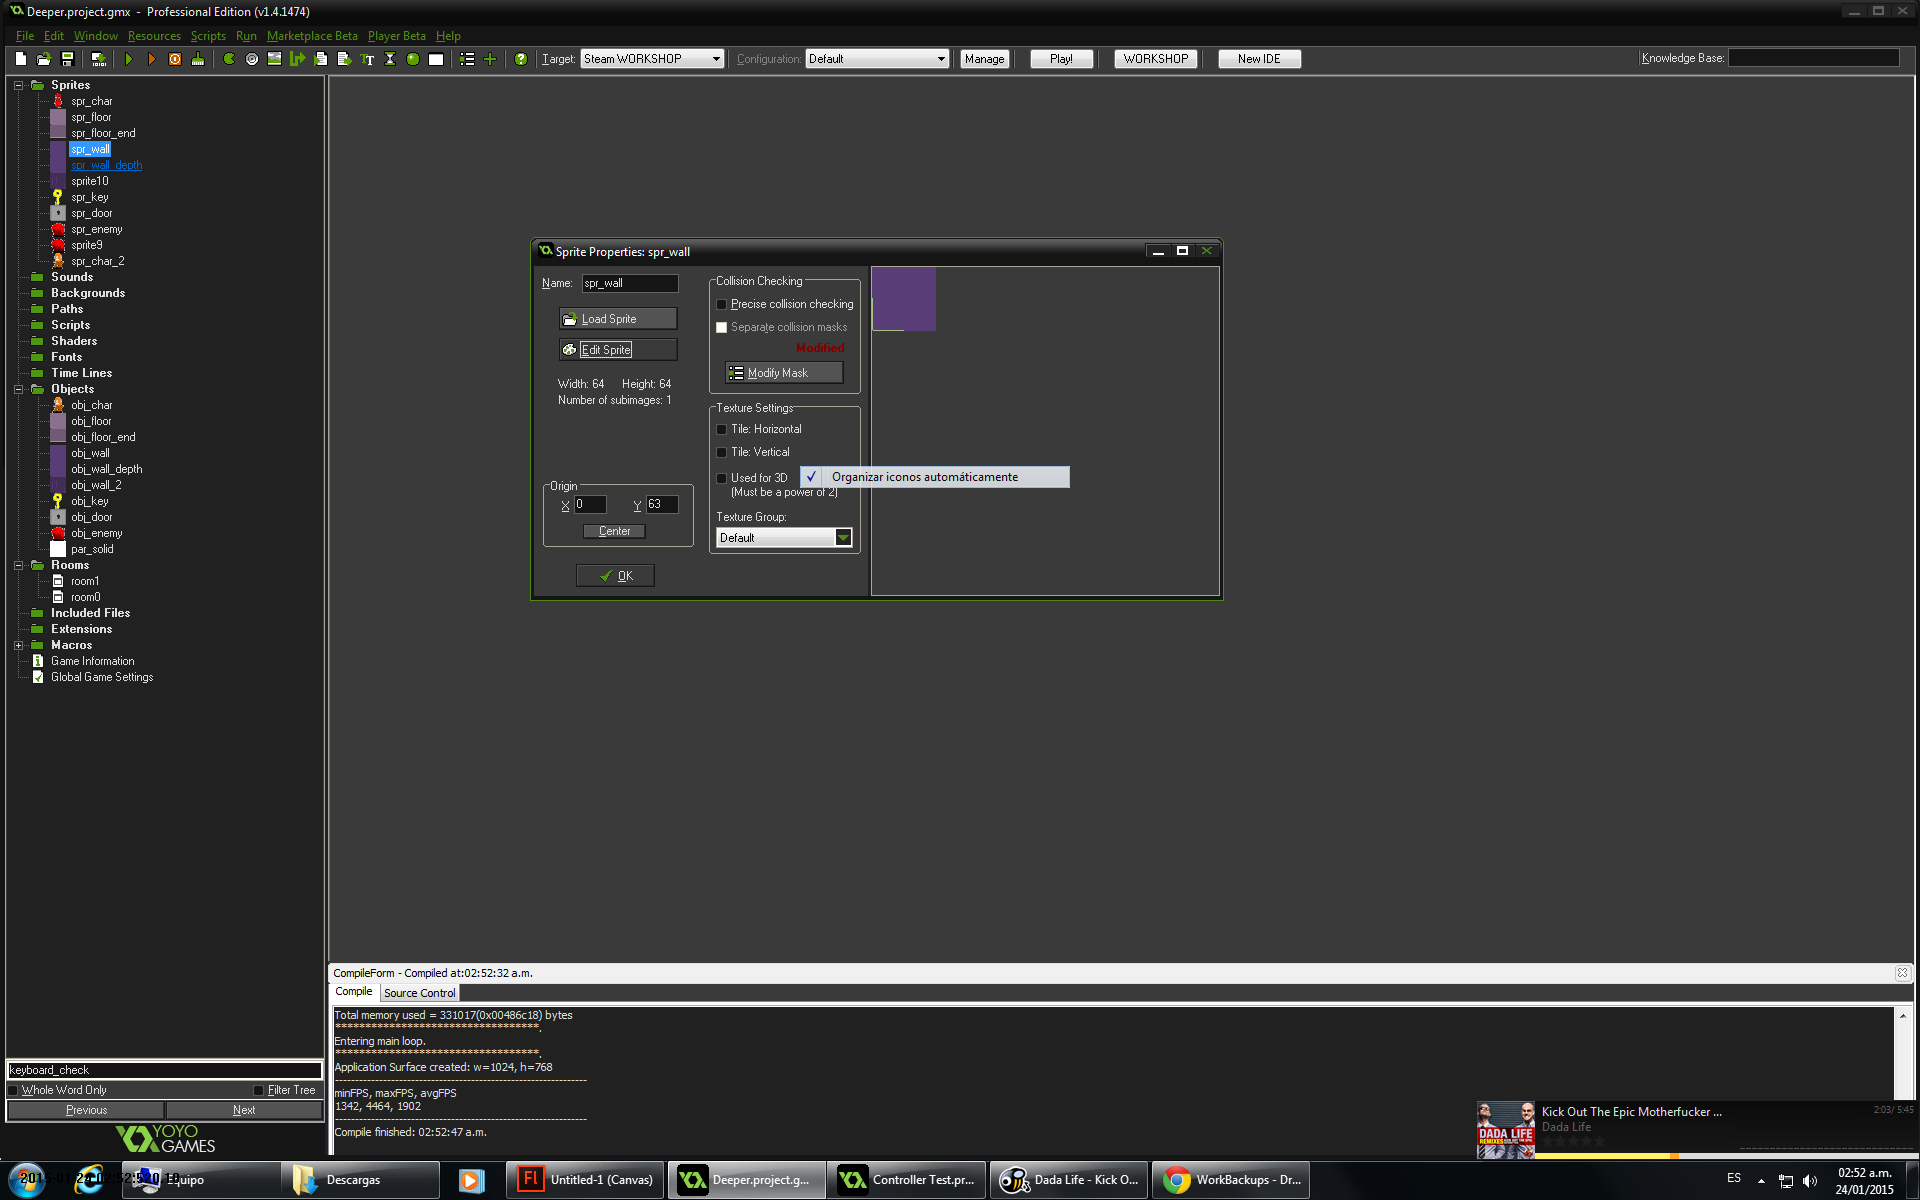 Deeper.project.gmx - Professional Edition (v1.4.1474)
File Edit Window Resources Scripts Run Marketplace Beta Player Beta Help
Target: Steam WORKSHOP Configuration: Default Manage Play! WORKSHOP New IDE Knowledge Base:
Sprites
spr_char
spr_floor
spr_floor_end
spr_wall
spr_wall_depth
sprite10
spr_key
spr_door
spr_enemy
sprite9
spr_char_2
Sounds
Backgrounds
Paths
Scripts
Shaders
Fonts
Time Lines
Objects
obj_char
obj_floor
obj_floor_end
obj_wall
obj_wall_depth
obj_wall_2
obj_key
obj_door
obj_enemy
par_solid
Rooms
room1
room0
Included Files
Extensions
Macros
Game Information
Global Game Settings
keyboard_check
Whole Word Only Filter Tree
Previous Next
YOYO
GAMES
Sprite Properties: spr_wall
Name: spr_wall
Load Sprite
Edit Sprite
Width: 64 Height: 64
Number of subimages: 1
Origin
X 0 Y 63
Center
OK
Collision Checking
Precise collision checking
Separate collision masks
Modified
Modify Mask
Texture Settings
Tile: Horizontal
Tile: Vertical
Used for 3D
(Must be a power of 2)
Texture Group:
Default
Organizar iconos automáticamente
CompileForm - Compiled at:02:52:32 a.m.
Compile Source Control
Total memory used = 331017(0x00486c18) bytes
***********************************.
Entering main loop.
***********************************.
Application Surface created: w=1024, h=768
---------------------------------------------------------------
minFPS, maxFPS, avgFPS
1342, 4464, 1902
---------------------------------------------------------------
Compile finished: 02:52:47 a.m.
DADA LIFE
Kick Out The Epic Motherfucker ...
2:03/ 5:45
Dada Life
Equipo
Descargas
Untitled-1 (Canvas)
Deeper.project.g...
Controller Test.pr...
Dada Life - Kick O...
WorkBackups - Dr...
ES
02:52 a.m.
24/01/2015